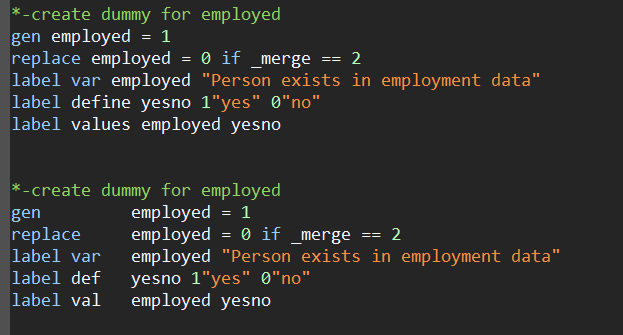 *-create dummy for employed
gen employed = 1
replace employed = 0 if _merge == 2
label var employed "Person exists in employment data"
label define yesno 1"yes" 0"no"
label values employed yesno
*-create dummy for employed
gen         employed = 1
replace     employed = 0 if _merge == 2
label var   employed "Person exists in employment data"
label def   yesno 1"yes" 0"no"
label val   employed yesno